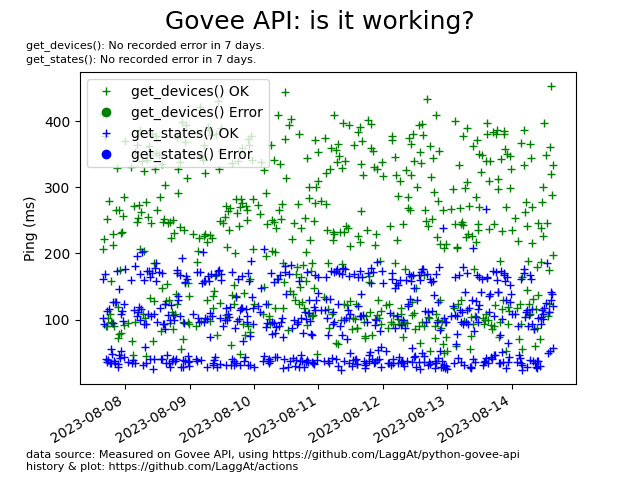 Govee API: is it working?
get_devices(): No recorded error in 7 days.
get_states(): No recorded error in 7 days.
get_devices() OK
get_devices() Error
get_states() OK
get_states() Error
400
300
200
100
Ping (ms)
2023-08-08
2023-08-09
2023-08-10
2023-08-11
2023-08-12
2023-08-13
2023-08-14
data source: Measured on Govee API, using https://github.com/LaggAt/python-govee-api
history & plot: https://github.com/LaggAt/actions